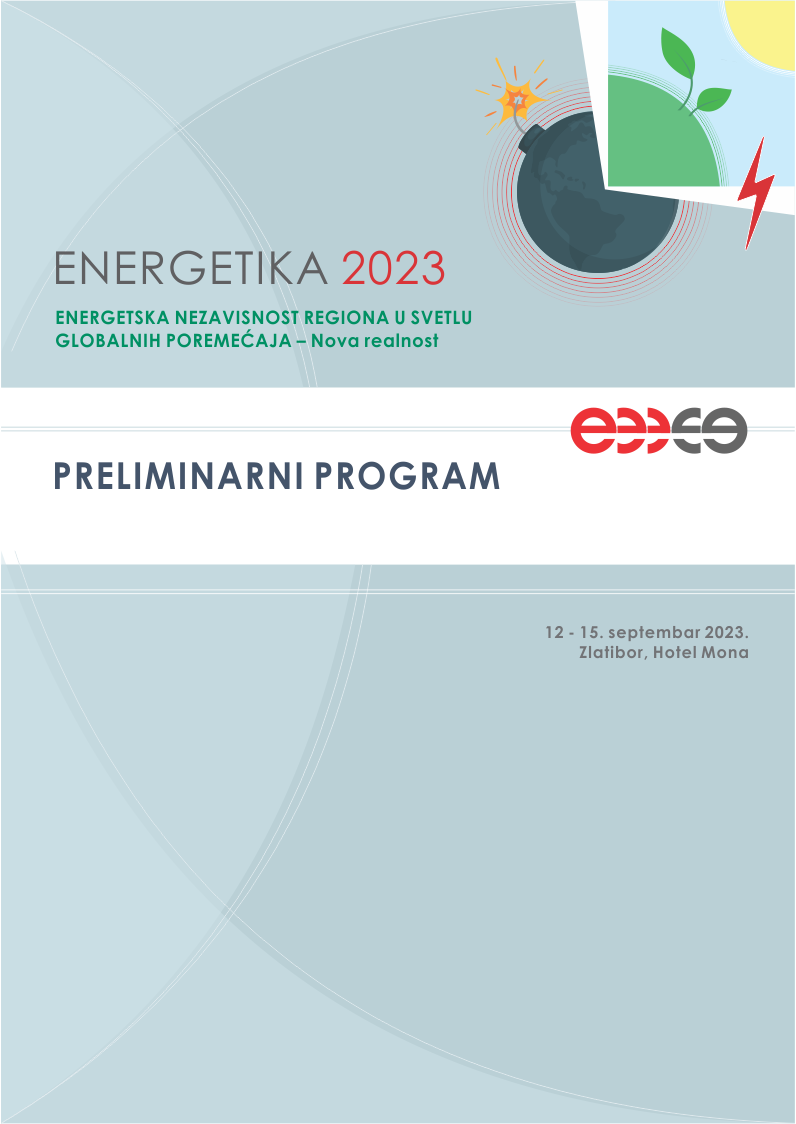 ENERGETIKA 2023
ENERGETSKA NEZAVISNOST REGIONA U SVETLU
GLOBALNIH POREMEĆAJA – Nova realnost
PRELIMINARNI PROGRAM
12 - 15. septembar 2023.
Zlatibor, Hotel Mona